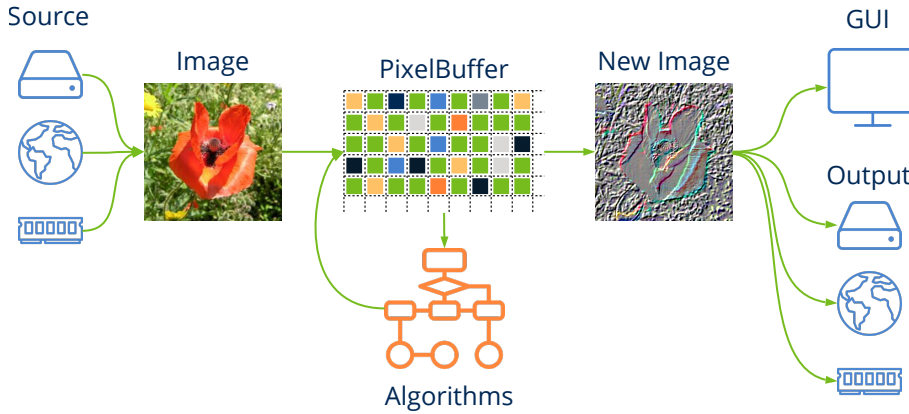 Source
Image
PixelBuffer
New Image
GUI
Output
Algorithms